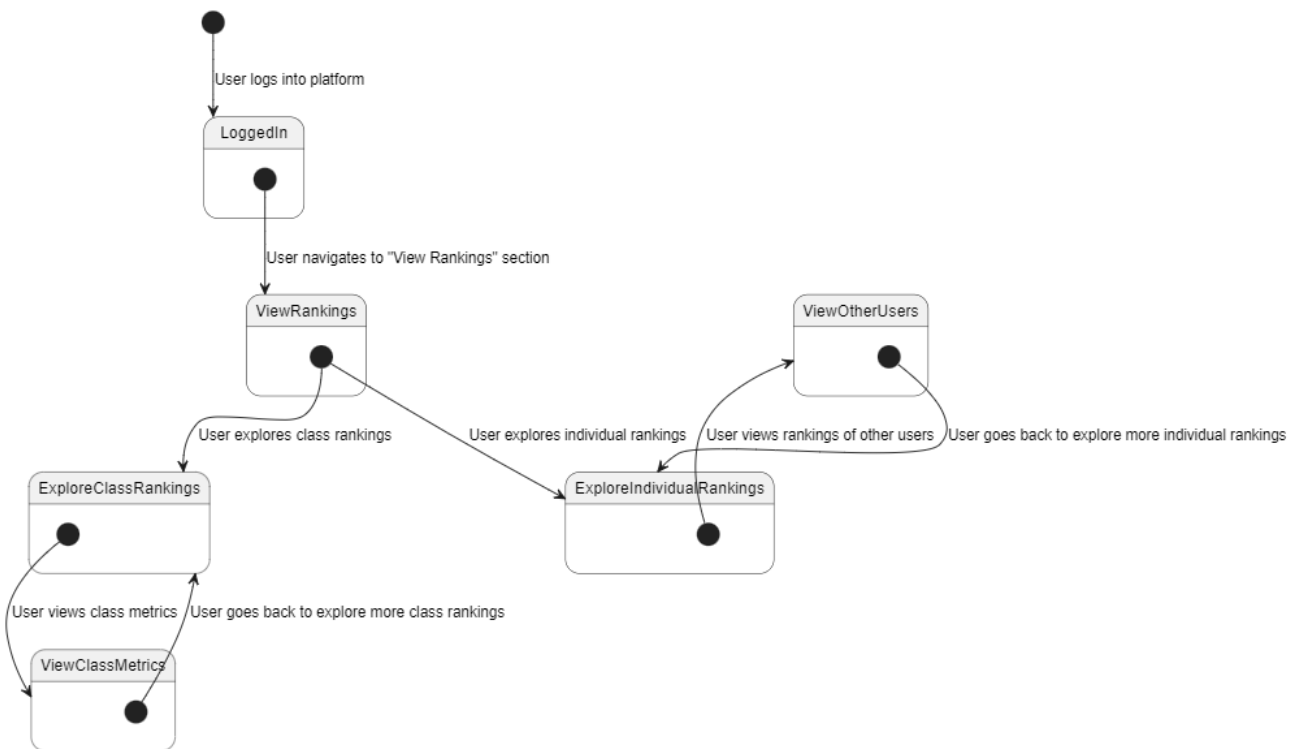 User logs into platform
LoggedIn
User navigates to "View Rankings" section
ViewRankings
ViewOtherUsers
User explores class rankings
User explores individual rankings
User views rankings of other users
User goes back to explore more individual rankings
ExploreClassRankings
ExploreIndividualRankings
User views class metrics
User goes back to explore more class rankings
ViewClassMetrics